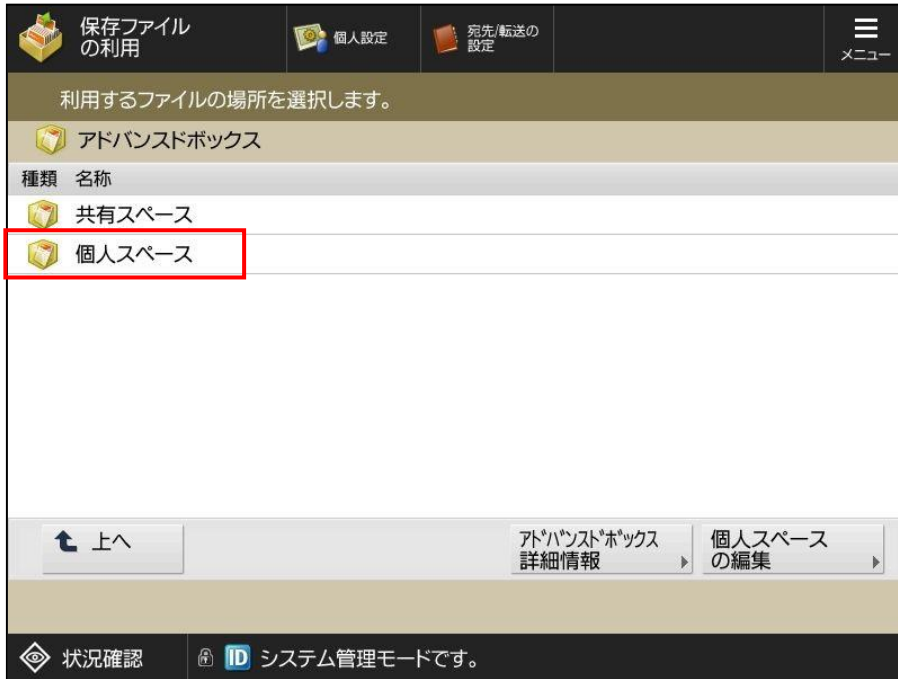 保存ファイル
の利用
個人設定
宛先/転送の
設定
メニュー
利用するファイルの場所を選択します。
アドバンスドボックス
種類 名称
共有スペース
個人スペース
上へ
ｱﾄﾞﾊﾞﾝｽﾄﾞﾎﾞｯｸｽ
詳細情報
個人スペース
の編集
状況確認
ID システム管理モードです。